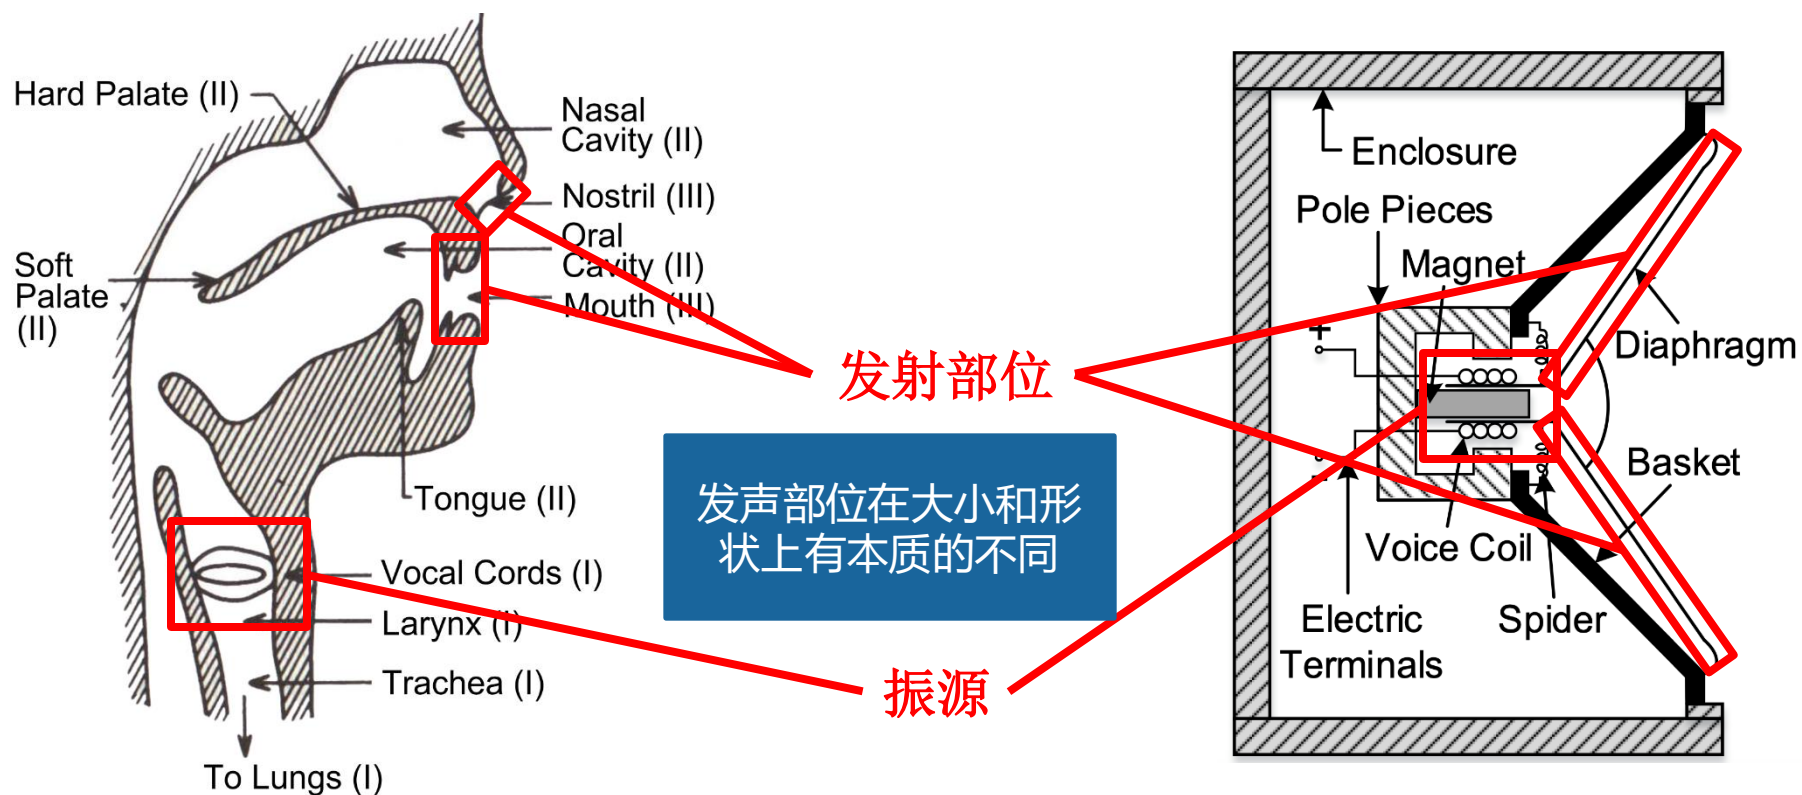 Hard Palate (II)
Nasal
Cavity (II)
Nostril (III)
Oral
Cavity (II)
Mouth (III)
Soft
Palate
(II)
Tongue (II)
Vocal Cords (I)
Larynx (I)
Trachea (I)
To Lungs (I)
发射部位
发声部位在大小和形
状上有本质的不同
振源
Enclosure
Pole Pieces
Magnet
+
-
Diaphragm
Basket
Voice Coil
Spider
Electric
Terminals